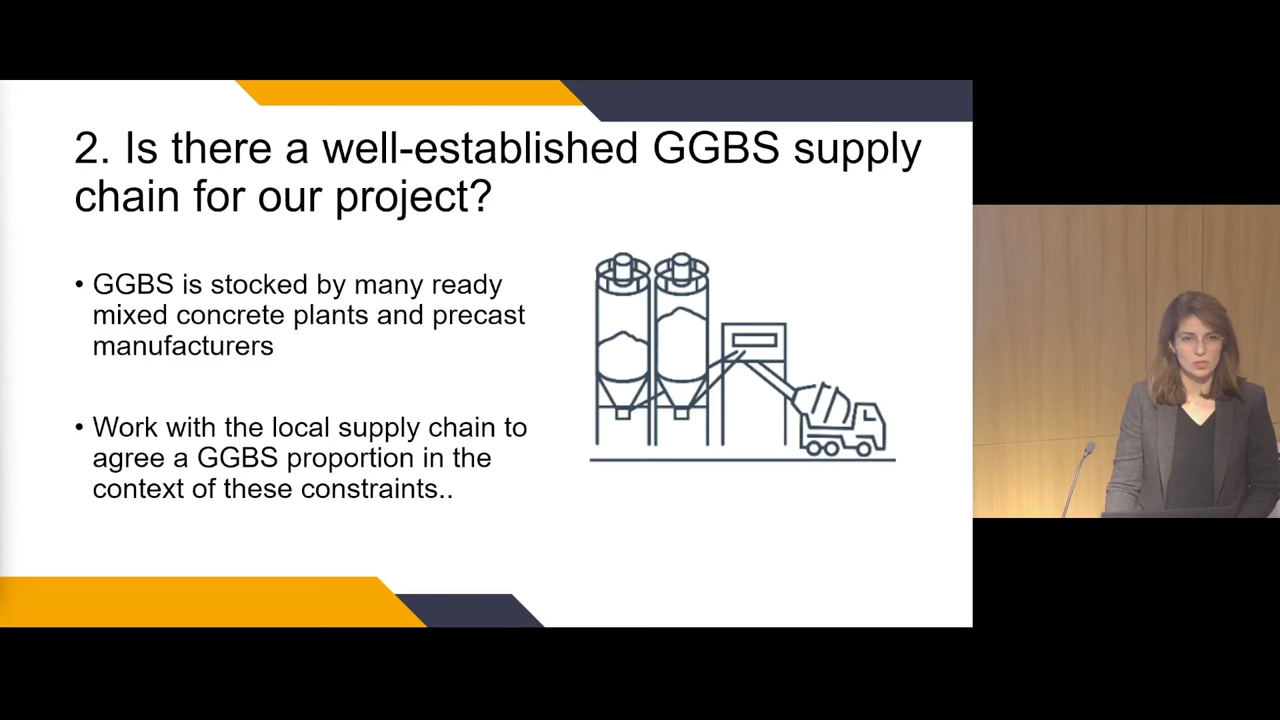 2. Is there a well-established GGBS supply
chain for our project?
• GGBS is stocked by many ready
mixed concrete plants and precast
manufacturers
• Work with the local supply chain to
agree a GGBS proportion in the
context of these constraints..